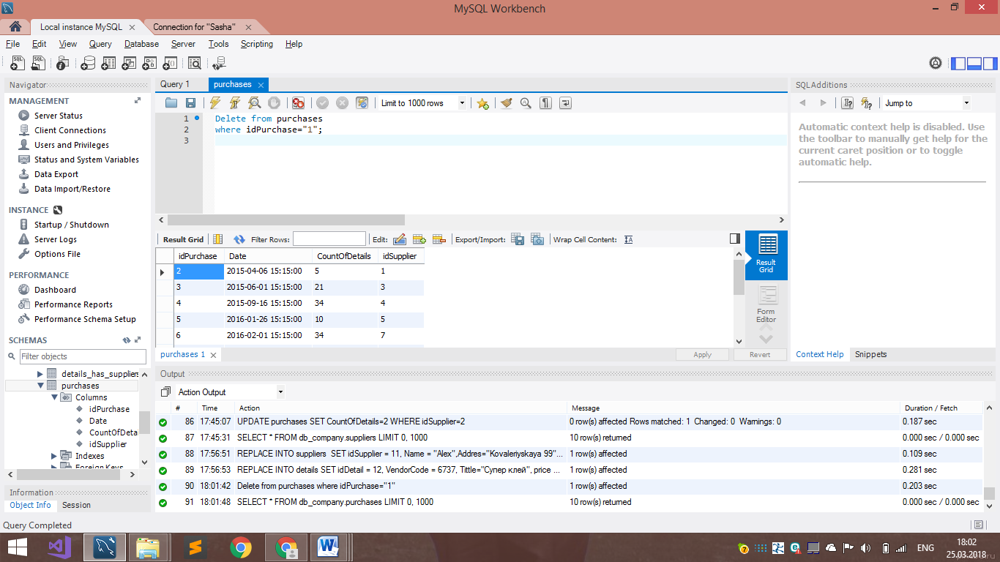 MySQL Workbench
Local instance MySQL
Connection for "Sasha"
File Edit View Query Database Server Tools Scripting Help
Navigator
MANAGEMENT
Server Status
Client Connections
Users and Privileges
Status and System Variables
Data Export
Data Import/Restore
INSTANCE
Startup / Shutdown
Server Logs
Options File
PERFORMANCE
Dashboard
Performance Reports
Performance Schema Setup
SCHEMAS
Filter objects
details_has_suppliers
purchases
Columns
idPurchase
Date
CountOfDeta
idSupplier
Indexes
Foreign Keys
Information
Object Info Session
Query Completed
Query 1
purchases
Limit to 1000 rows
1 Delete from purchases
2 where idPurchase="1";
3
Result Grid Filter Rows: Edit: Export/Import: Wrap Cell Content:
idPurchase Date CountOfDetails idSupplier
2 2015-04-06 15:15:00 5 1
3 2015-06-01 15:15:00 21 3
4 2015-09-16 15:15:00 34 4
5 2016-01-26 15:15:00 10 5
6 2016-02-01 15:15:00 34 7
Result
Grid
Form
Editor
purchases 1
Apply Revert
SQLAdditions
Jump to
Automatic context help is disabled. Use
the toolbar to manually get help for the
current caret position or to toggle
automatic help.
Context Help Snippets
Output
Action Output
# Time Action Message Duration / Fetch
86 17:45:07 UPDATE purchases SET CountOfDetails=2 WHERE idSupplier=2 0 row(s) affected Rows matched: 1 Changed: 0 Warnings: 0 0.187 sec
87 17:45:31 SELECT * FROM db_company.suppliers LIMIT 0, 1000 10 row(s) returned 0.000 sec / 0.000 sec
88 17:56:51 REPLACE INTO suppliers SET idSupplier = 11, Name = "Alex",Addres="Kovaleriyskaya 99"... 1 row(s) affected 0.109 sec
89 17:56:53 REPLACE INTO details SET idDetail = 12, VendorCode = 6737, Tittle="Супер клей", price ... 1 row(s) affected 0.281 sec
90 18:01:42 Delete from purchases where idPurchase="1" 1 row(s) affected 0.203 sec
91 18:01:48 SELECT * FROM db_company.purchases LIMIT 0, 1000 10 row(s) returned 0.000 sec / 0.000 sec
ENG
18:02
25.03.2018